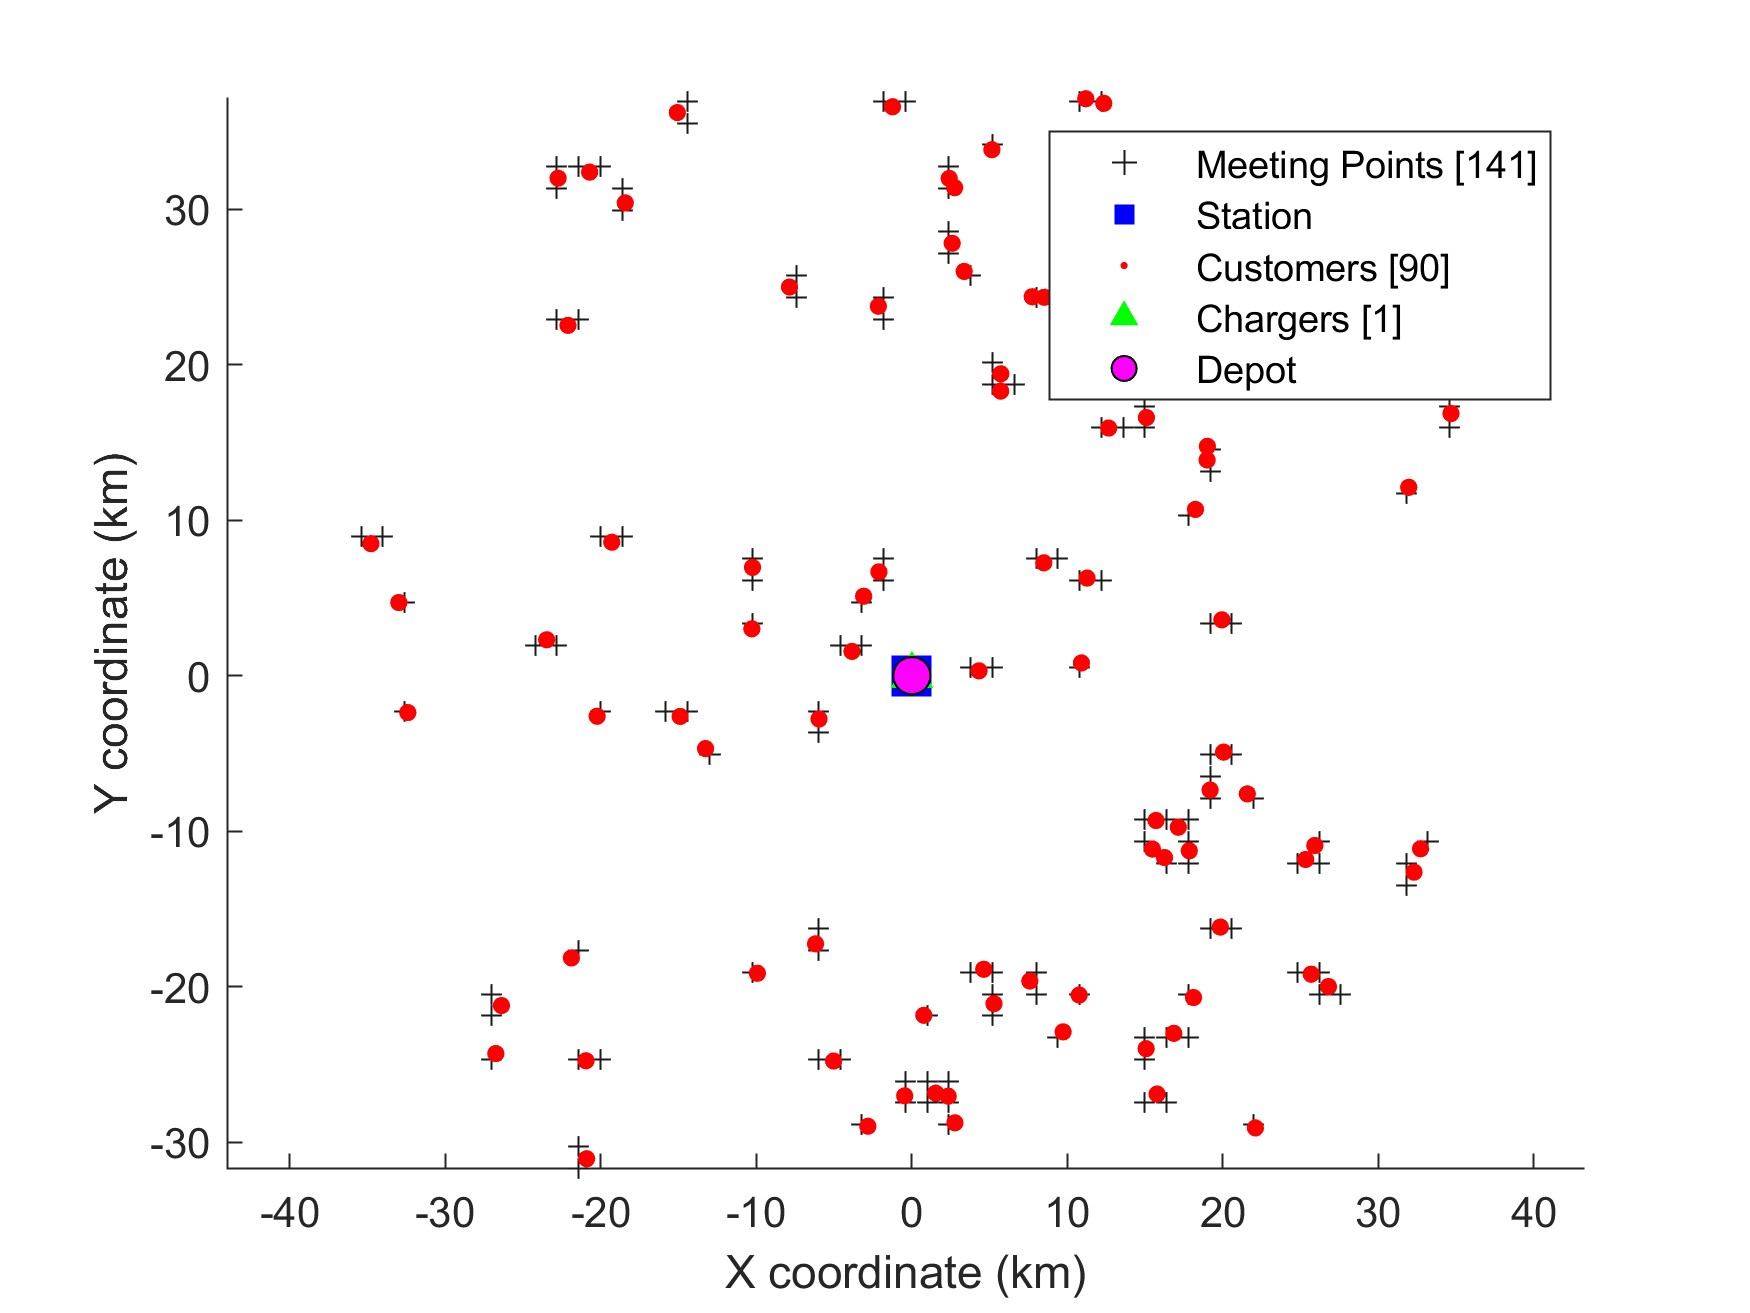 Meeting Points [141]
Station
Customers [90]
Chargers [1]
Depot
30
20
10
0
-10
-20
-30
Y coordinate (km)
-40 -30 -20 -10 0 10 20 30 40
X coordinate (km)